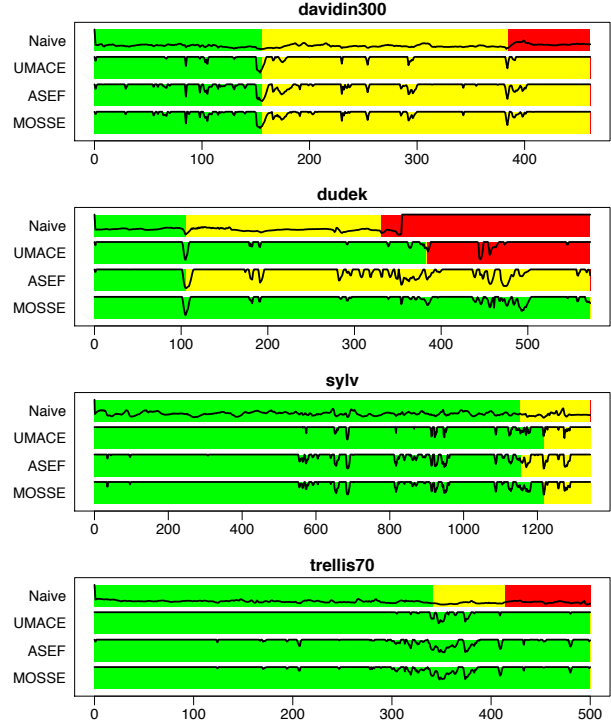 davidin300
Naive
UMACE
ASEF
MOSSE
0 100 200 300 400
dudek
Naive
UMACE
ASEF
MOSSE
0 100 200 300 400 500
sylv
Naive
UMACE
ASEF
MOSSE
0 200 400 600 800 1000 1200
trellis70
Naive
UMACE
ASEF
MOSSE
0 100 200 300 400 500